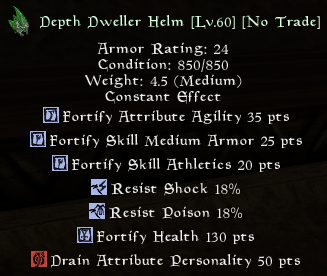 Depth Dweller Helm [Lv.60] [No Trade]
Armor Rating: 24
Condition: 850/850
Weight: 4.5 (Medium)
Constant Effect
Fortify Attribute Agility 35 pts
Fortify Skill Medium Armor 25 pts
Fortify Skill Athletics 20 pts
Resist Shock 18%
Resist Poison 18%
Fortify Health 130 pts
Drain Attribute Personality 50 pts